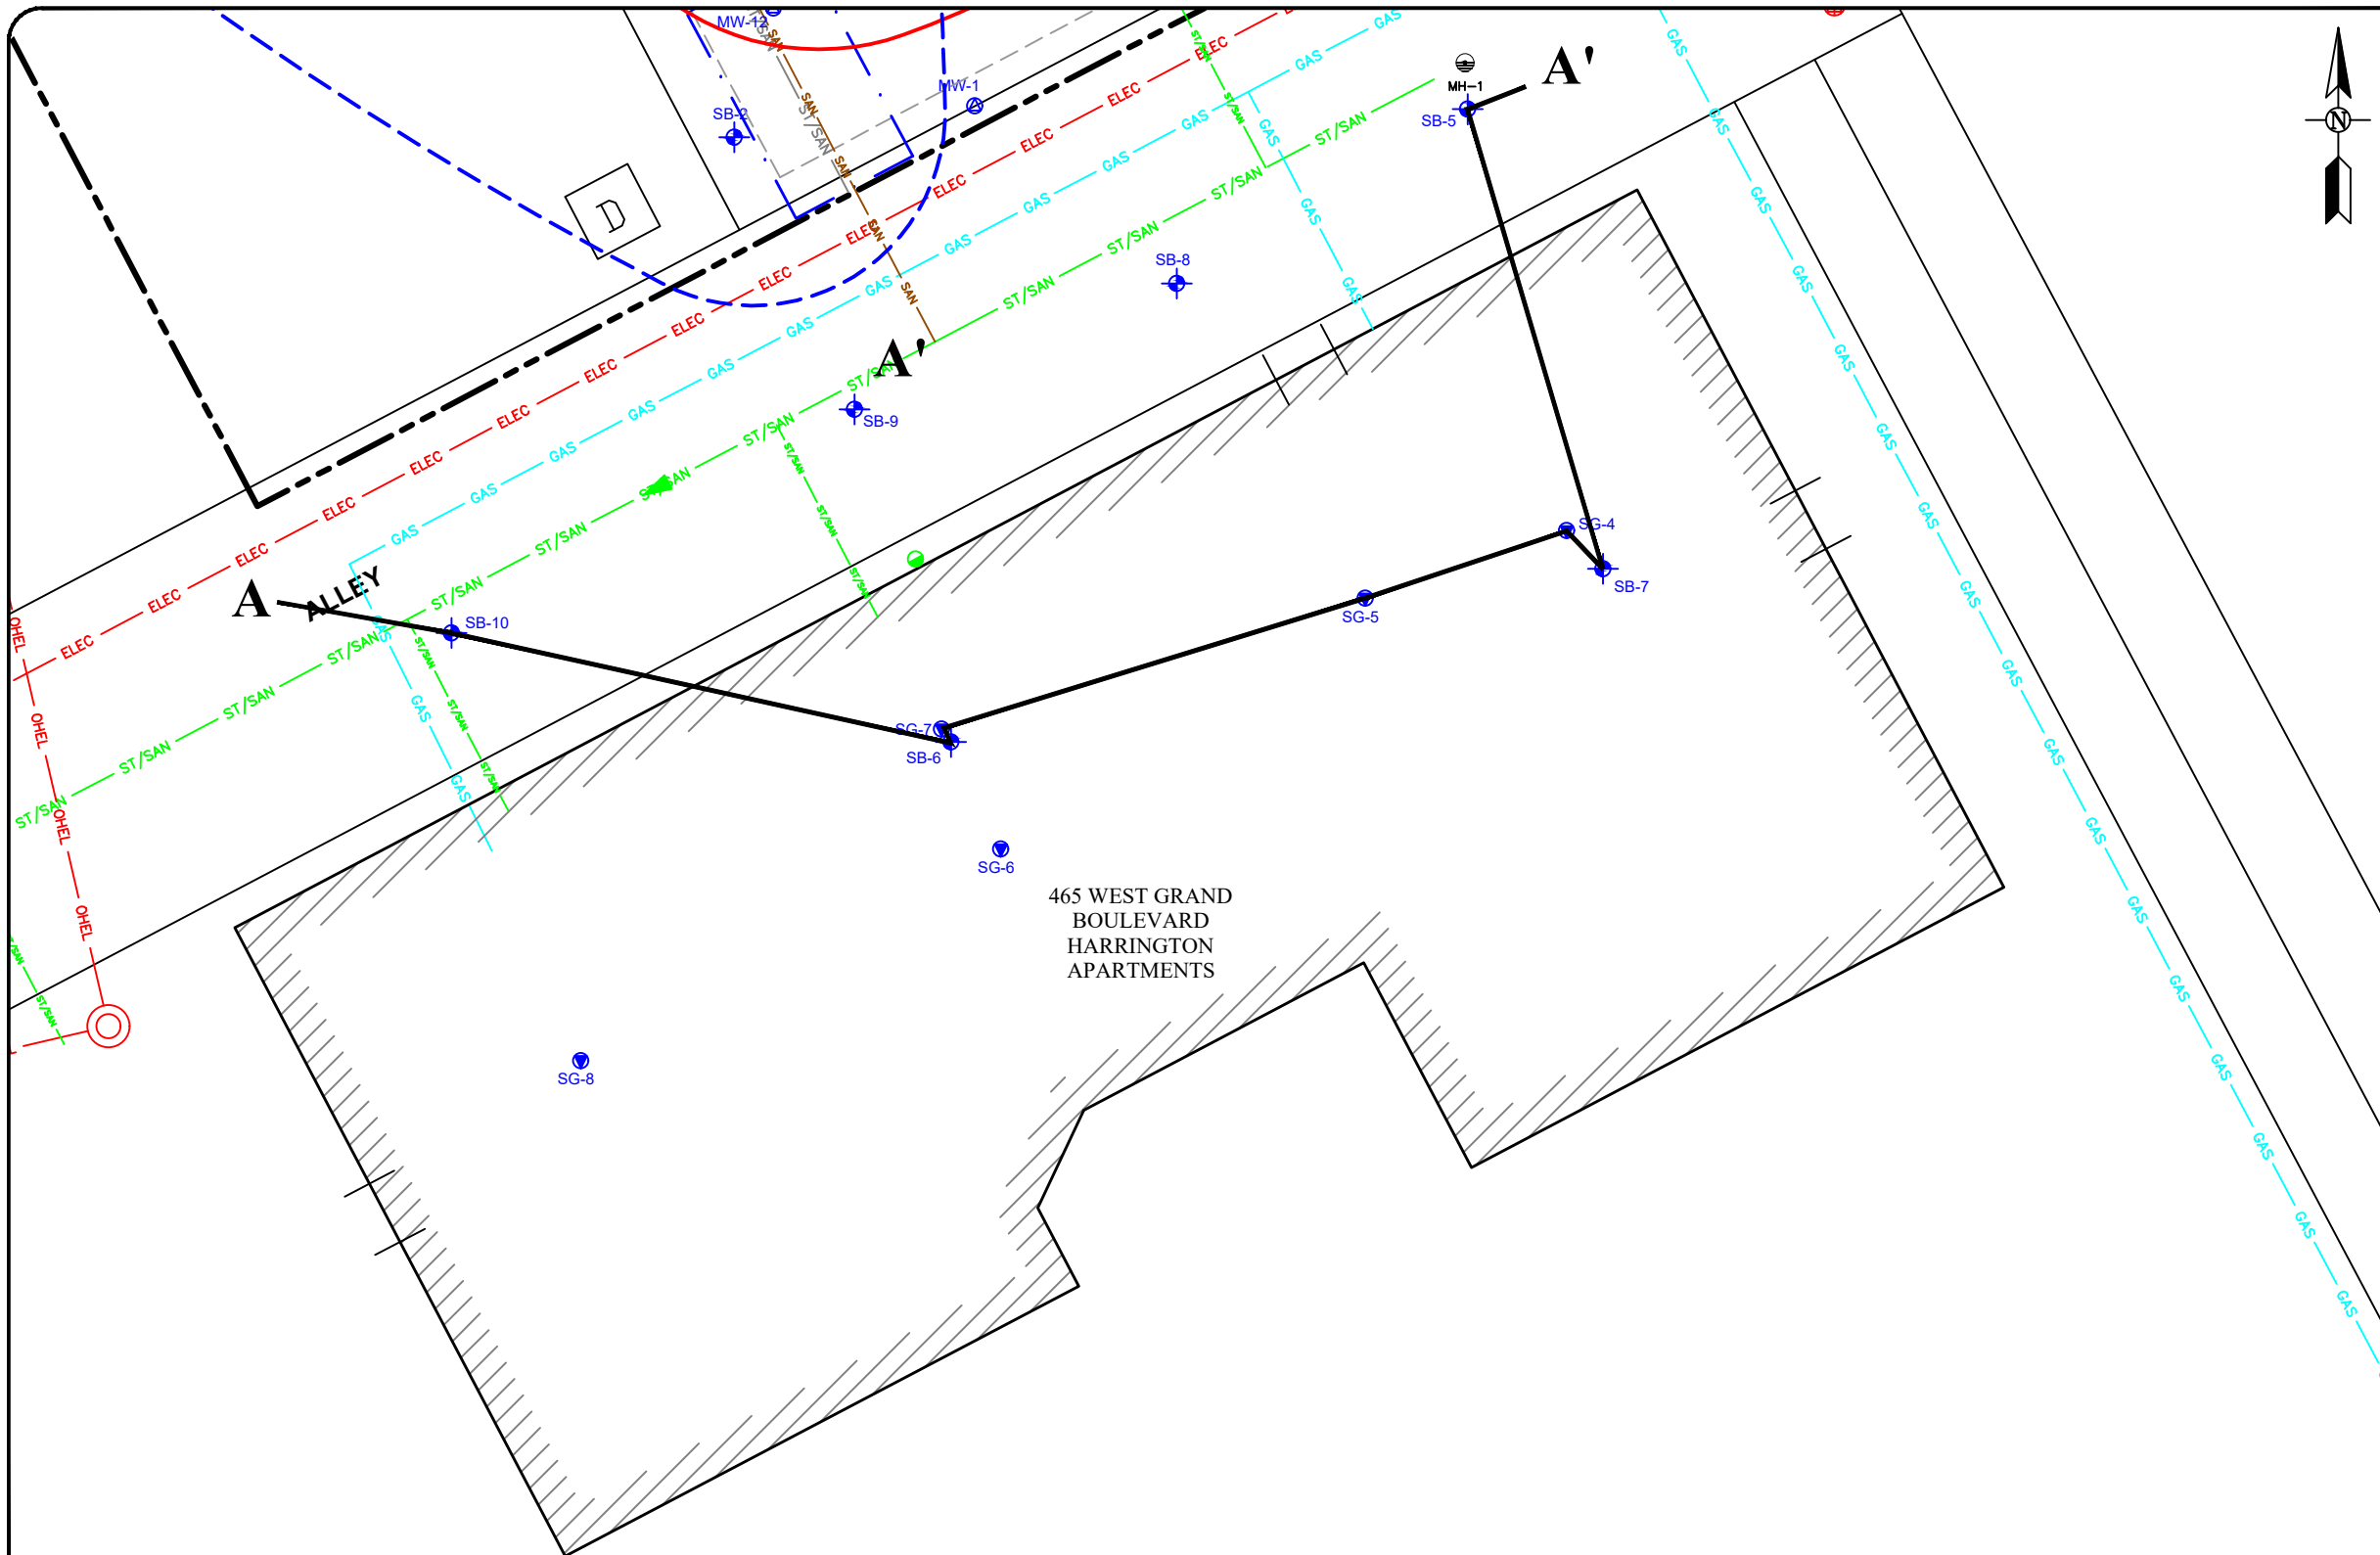 MW-12
MW-1
SB-2
D
MH-1
A'
SB-5
N
SB-8
A'
SB-9
ELEC
GAS
ST/SAN
SAN
OHEL
ALLEY
A
SB-10
SG-4
SB-7
SG-5
SG-7
SB-6
SG-6
465 WEST GRAND
BOULEVARD
HARRINGTON
APARTMENTS
SG-8